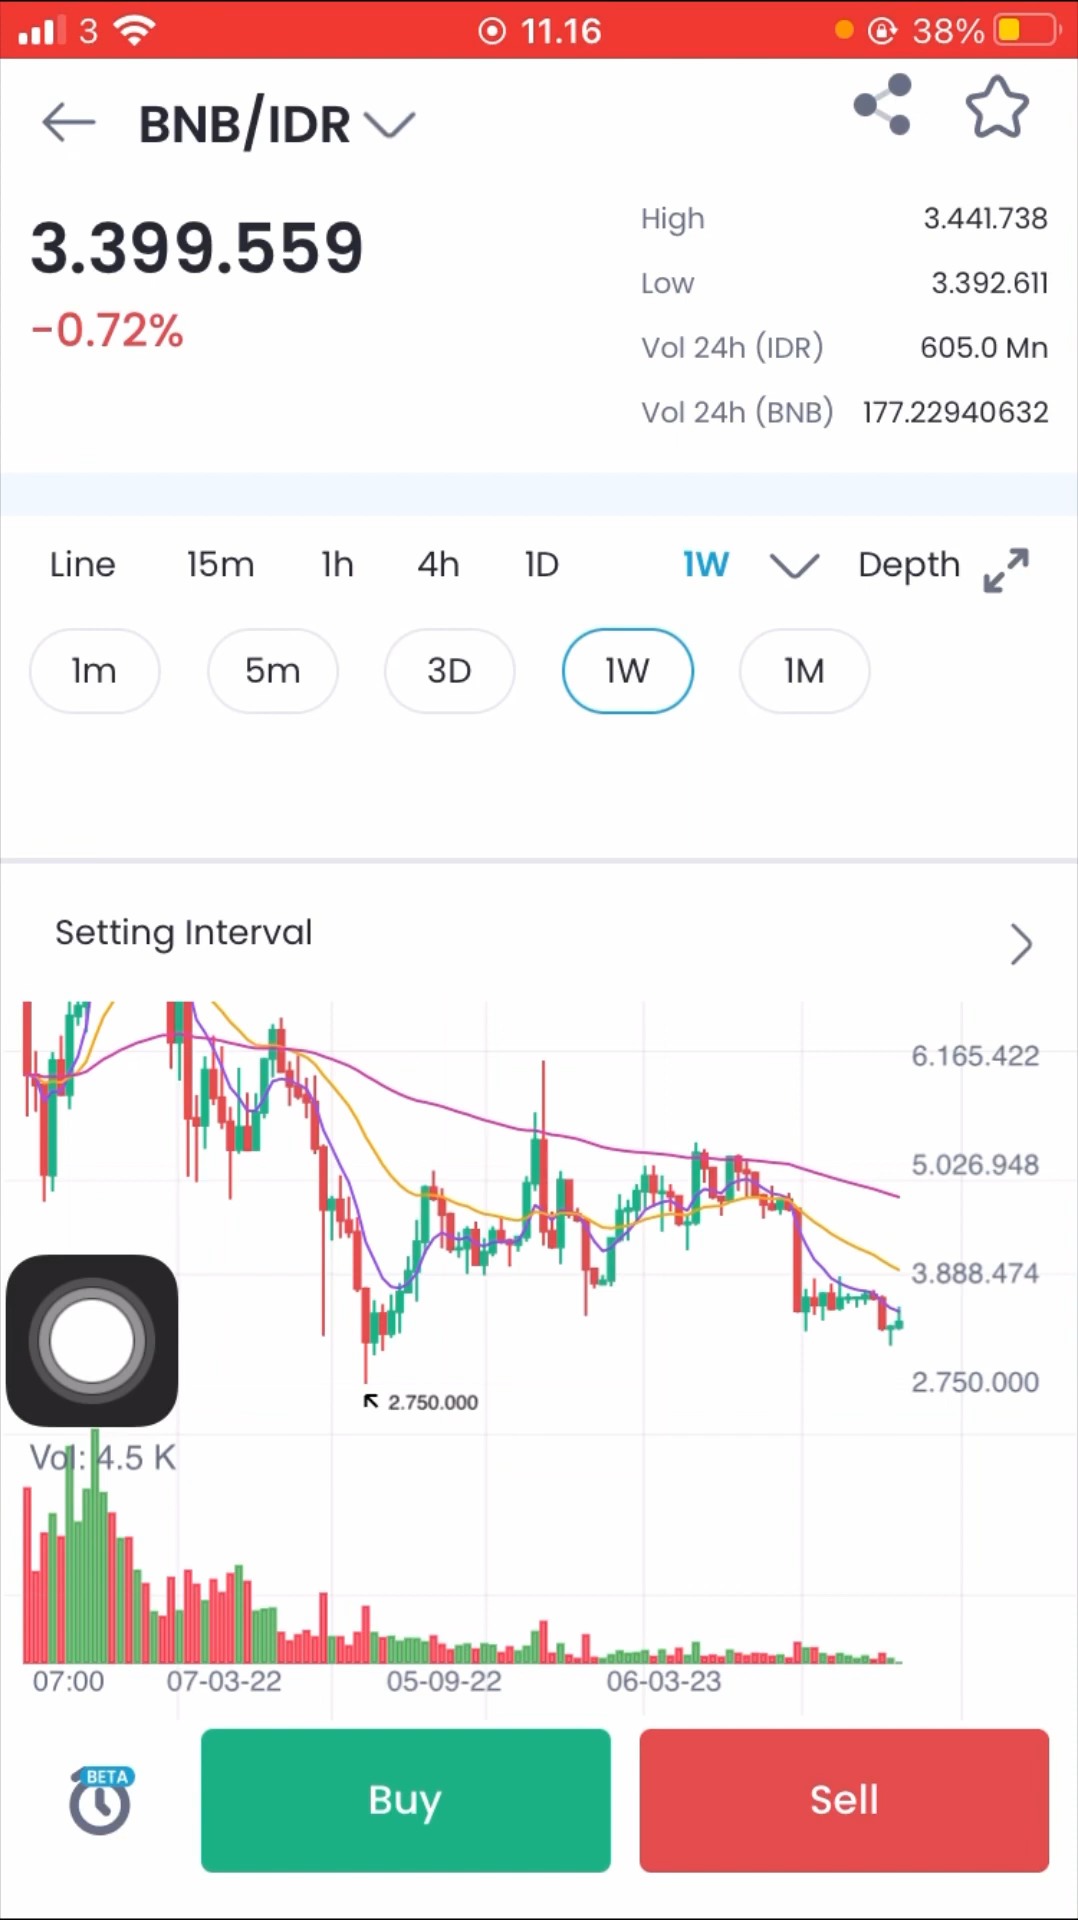 3 11.16 38%
BNB/IDR
3.399.559
-0.72%
High 3.441.738
Low 3.392.611
Vol 24h (IDR) 605.0 Mn
Vol 24h (BNB) 177.22940632
Line 15m 1h 4h 1D 1W Depth
1m 5m 3D 1W 1M
Setting Interval
6.165.422
5.026.948
3.888.474
2.750.000
2.750.000
Vol: 4.5 K
07:00 07-03-22 05-09-22 06-03-23
BETA
Buy Sell